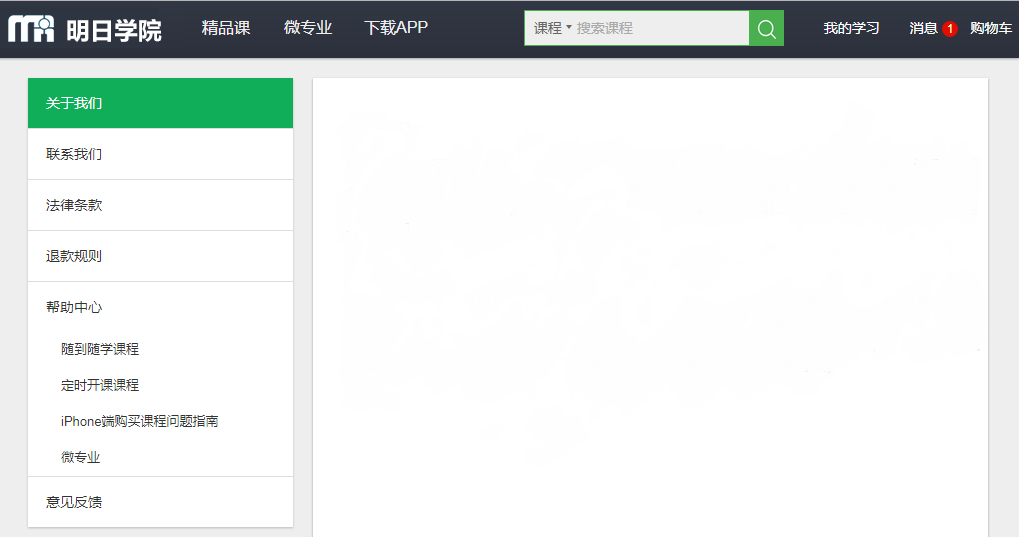 明日学院 精品课 微专业 下载APP 课程 搜索课程 我的学习 消息 1 购物车
关于我们
联系我们
法律条款
退款规则
帮助中心
随到随学课程
定时开课课程
iPhone端购买课程问题指南
微专业
意见反馈